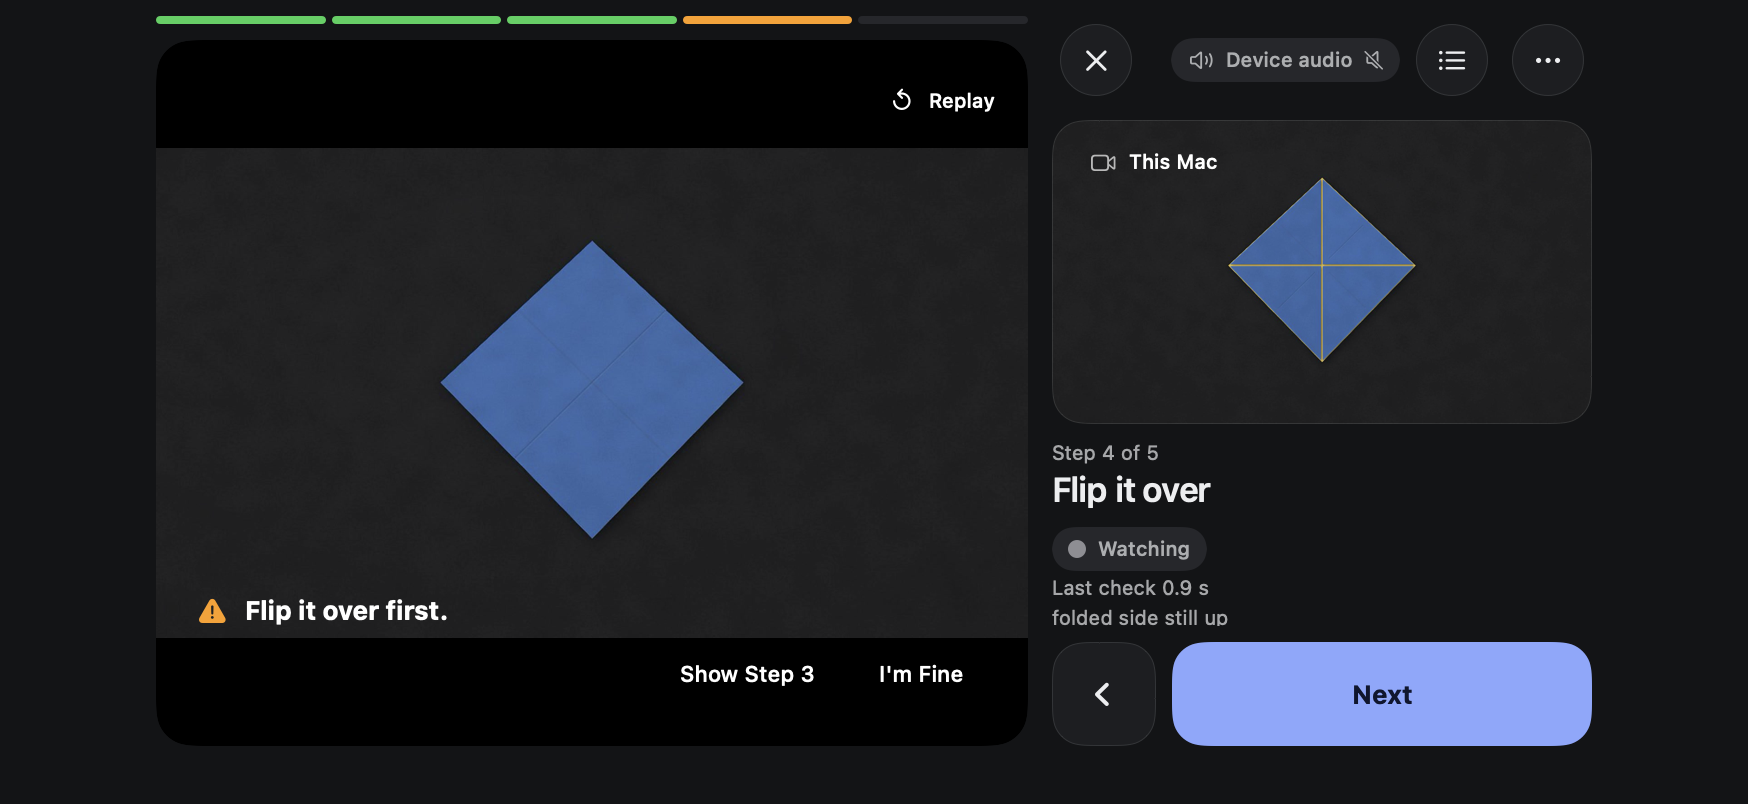 Replay
Flip it over first.
Show Step 3
I'm Fine
Device audio
This Mac
Step 4 of 5
Flip it over
Watching
Last check 0.9 s
folded side still up
Next